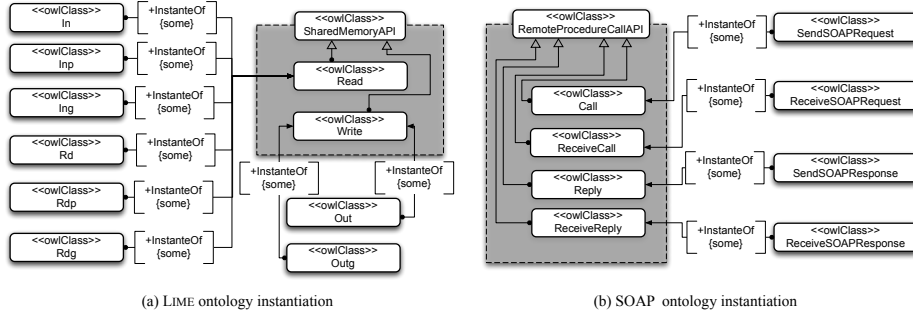 <<owlClass>>
In
+InstanteOf
{some}
<<owlClass>>
Inp
+InstanteOf
{some}
<<owlClass>>
Ing
+InstanteOf
{some}
<<owlClass>>
Rd
+InstanteOf
{some}
<<owlClass>>
Rdp
+InstanteOf
{some}
<<owlClass>>
Rdg
+InstanteOf
{some}
<<owlClass>>
SharedMemoryAPI
<<owlClass>>
Read
<<owlClass>>
Write
+InstanteOf
{some}
+InstanteOf
{some}
<<owlClass>>
Out
<<owlClass>>
Outg
(a) LIME ontology instantiation
<<owlClass>>
RemoteProcedureCallAPI
<<owlClass>>
Call
<<owlClass>>
ReceiveCall
<<owlClass>>
Reply
<<owlClass>>
ReceiveReply
+InstanteOf
{some}
<<owlClass>>
SendSOAPRequest
+InstanteOf
{some}
<<owlClass>>
ReceiveSOAPRequest
+InstanteOf
{some}
<<owlClass>>
SendSOAPResponse
+InstanteOf
{some}
<<owlClass>>
ReceiveSOAPResponse
(b) SOAP ontology instantiation